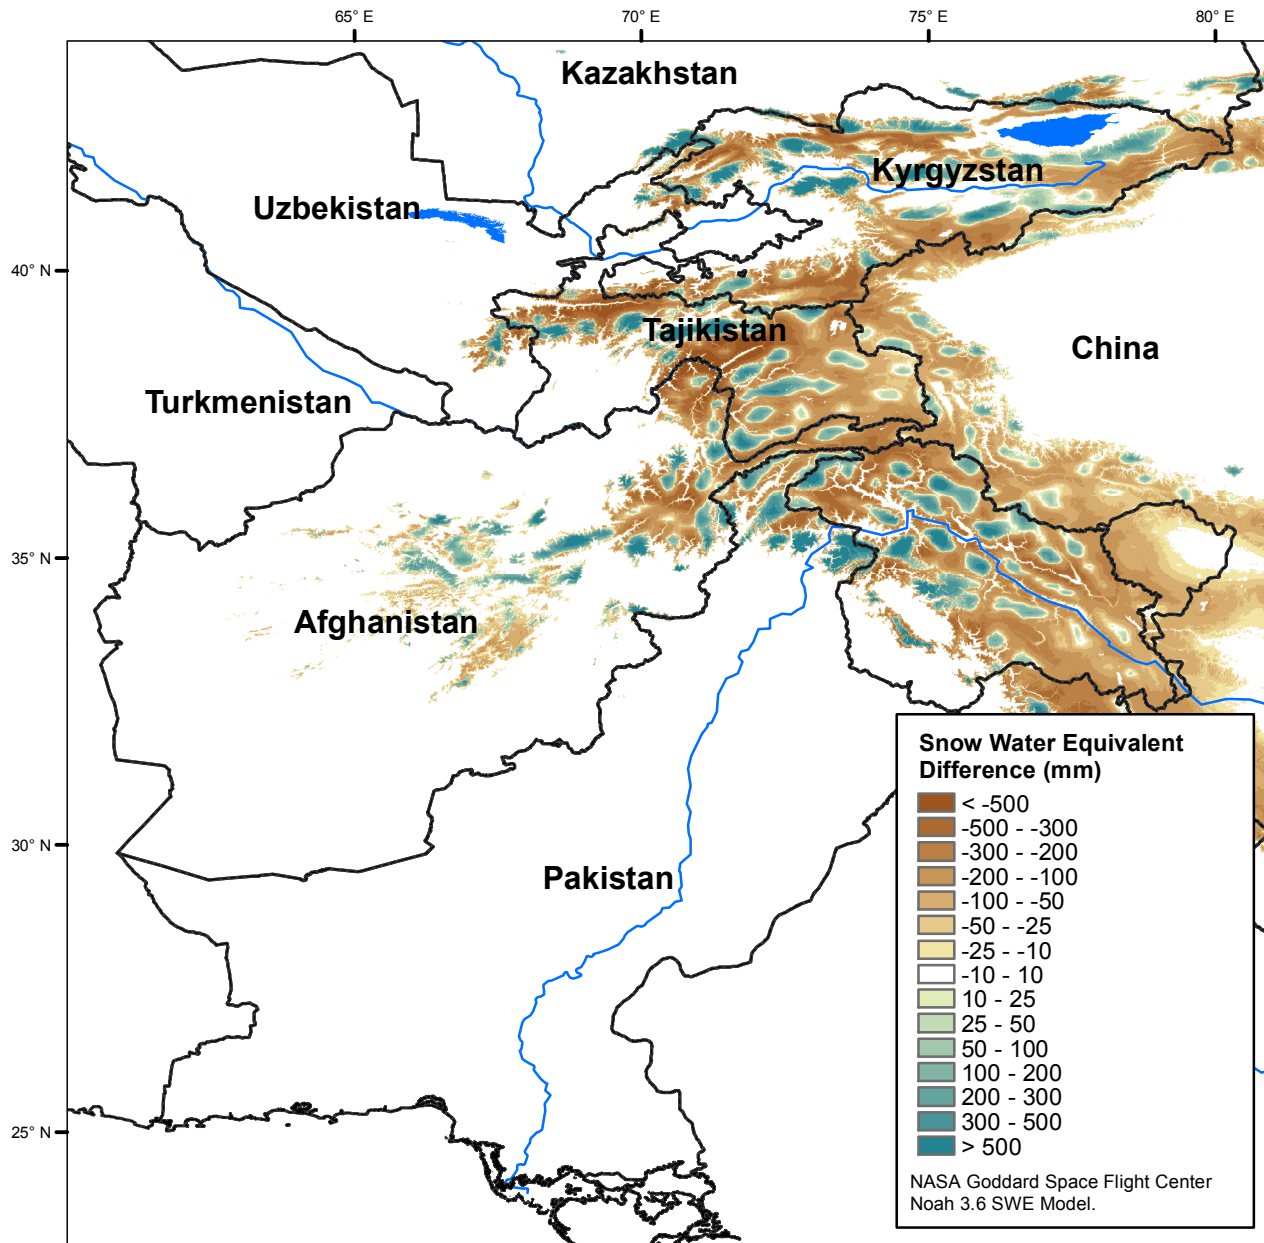 65° E
70° E
75° E
80° E
Kazakhstan
Kyrgyzstan
Uzbekistan
40° N
Tajikistan
China
Turkmenistan
35° N
Afghanistan
Snow Water Equivalent
Difference (mm)
< -500
-500 - -300
-300 - -200
-200 - -100
-100 - -50
-50 - -25
-25 - -10
-10 - 10
10 - 25
25 - 50
50 - 100
100 - 200
200 - 300
300 - 500
> 500
30° N
Pakistan
25° N
NASA Goddard Space Flight Center
Noah 3.6 SWE Model.